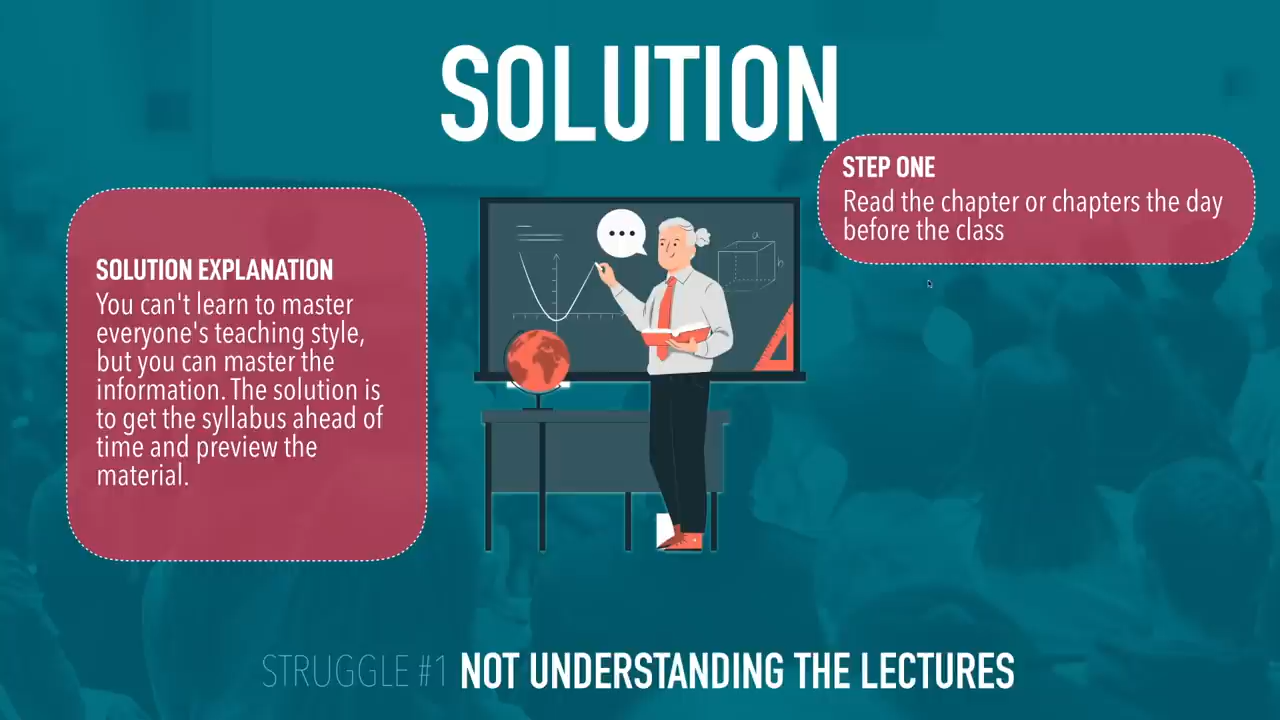 SOLUTION
STEP ONE
Read the chapter or chapters the day
before the class
SOLUTION EXPLANATION
You can't learn to master
everyone's teaching style,
but you can master the
information. The solution is
to get the syllabus ahead of
time and preview the
material.
a
h
STRUGGLE #1 NOT UNDERSTANDING THE LECTURES